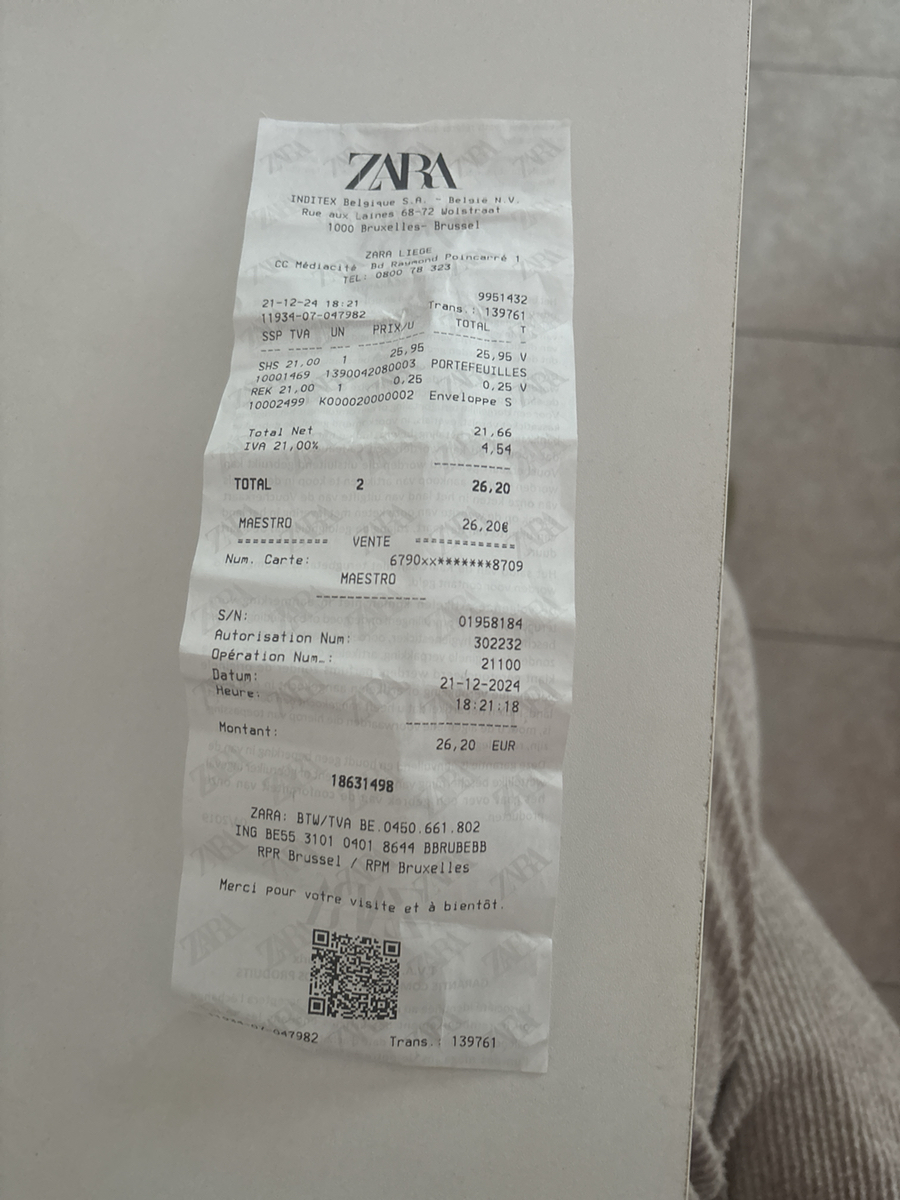 ZARA
INDITEX Belgique S.A. - Belgie N.V.
Rue aux Laines 68-72 Wolstraat
1000 Bruxelles- Brussel
ZARA LIEGE
CC Médiacité Bd Raymond Poincarré 1
TEL: 0800 78 323
21-12-24 18:21 9951432
11934-07-047982 Trans.: 139761
SSP TVA UN PRIX/U TOTAL T
--- --- --- --------- --------- -
SHS 21,00 1 25,95 25,95 V
10001469 1390042080003 PORTEFEUILLES
REK 21,00 1 0,25 0,25 V
10002499 K000020000002 Enveloppe S
Total Net 21,66
IVA 21,00% 4,54
----------
TOTAL 2 26,20
MAESTRO 26,20€
============ VENTE =============
Num. Carte: 6790xx*******8709
MAESTRO
--------------
S/N: 01958184
Autorisation Num: 302232
Opération Num.: 21100
Datum: 21-12-2024
Heure: 18:21:18
--------------
Montant: 26,20 EUR
18631498
ZARA: BTW/TVA BE.0450.661.802
ING BE55 3101 0401 8644 BBRUBEBB
RPR Brussel / RPM Bruxelles
Merci pour votre visite et à bientôt.
047982 Trans.: 139761